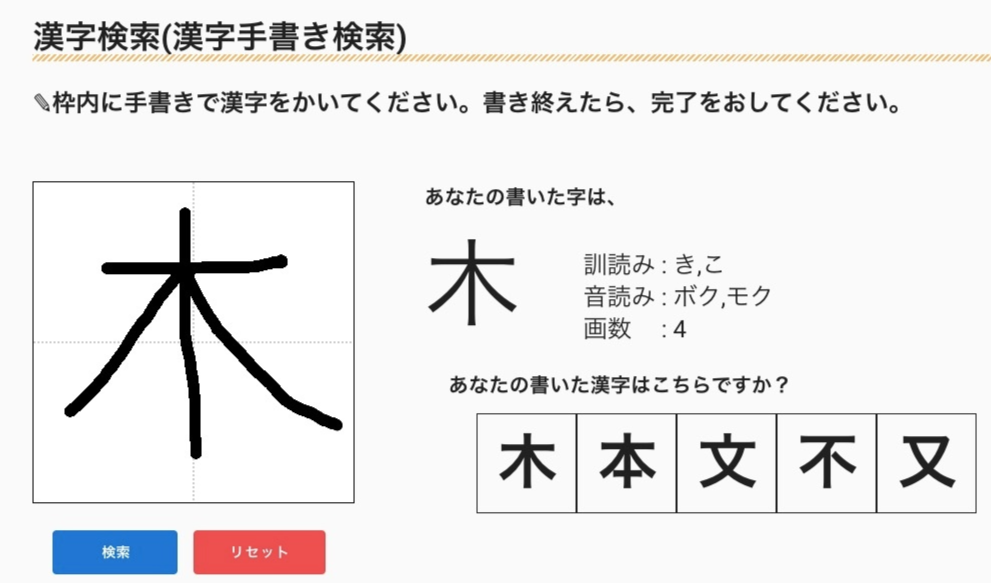 漢字検索(漢字手書き検索)
✎枠内に手書きで漢字をかいてください。書き終えたら、完了をおしてください。
木
あなたの書いた字は、
木
訓読み : き,こ
音読み : ボク,モク
画数　 : 4
あなたの書いた漢字はこちらですか？
木 本 文 不 又
検索 リセット